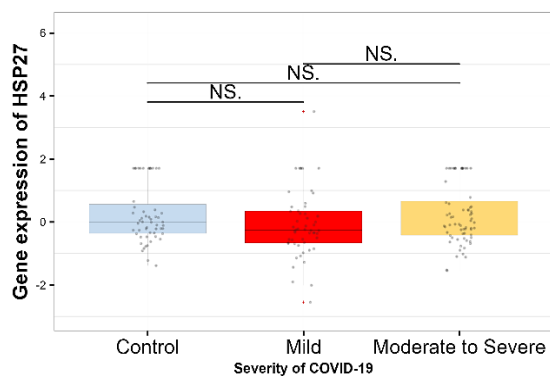 Gene expression of HSP27
6
4
2
0
-2
NS.
NS.
NS.
Control
Mild
Moderate to Severe
Severity of COVID-19